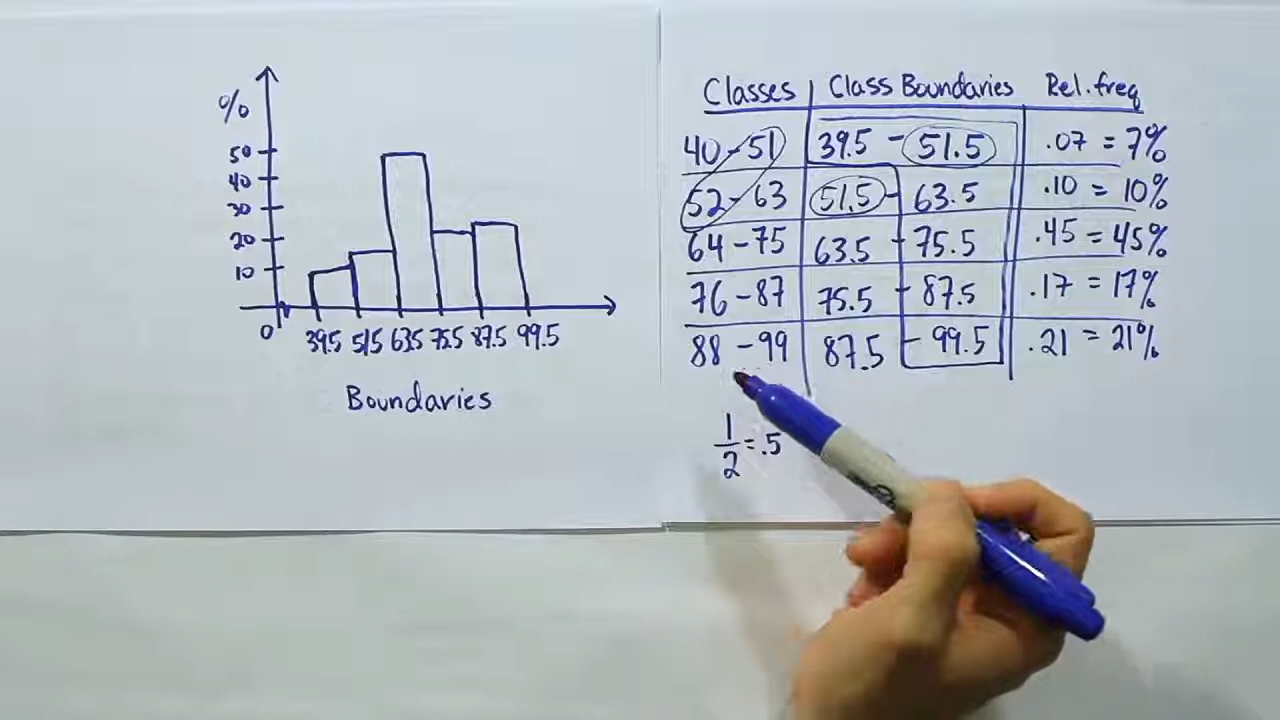 %
50
40
30
20
10
0
39.5 51.5 63.5 75.5 87.5 99.5
Boundaries
Classes Class Boundaries Rel. freq
40 - 51 39.5 - 51.5 .07 = 7%
52 - 63 51.5 - 63.5 .10 = 10%
64 - 75 63.5 - 75.5 .45 = 45%
76 - 87 75.5 - 87.5 .17 = 17%
88 - 99 87.5 - 99.5 .21 = 21%
1/2 = .5